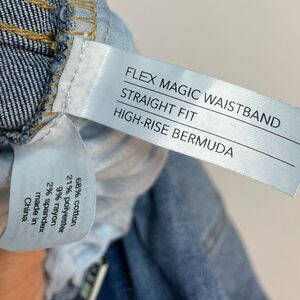 FLEX MAGIC WAISTBAND
STRAIGHT FIT
HIGH-RISE BERMUDA
68% cotton
21% polyester
9% rayon
2% spandex
made in
China